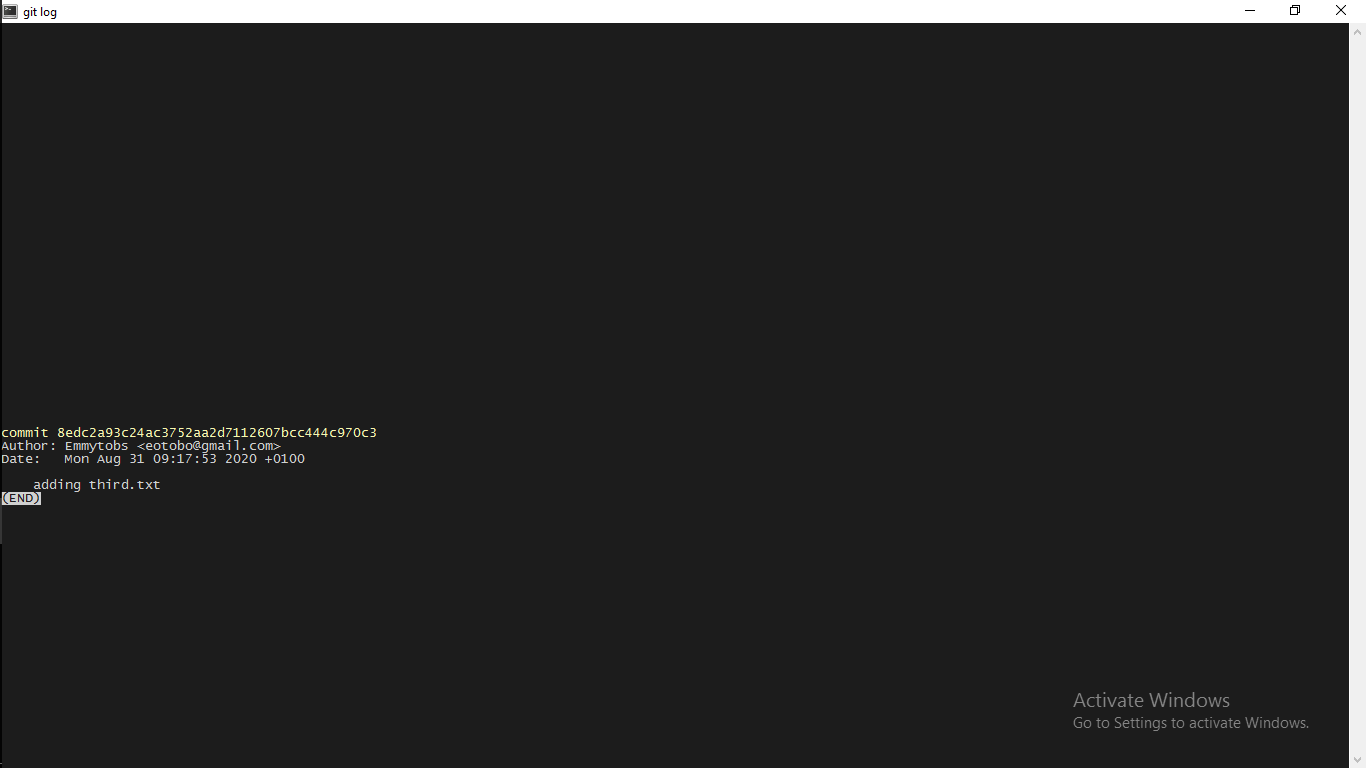 git log
commit 8edc2a93c24ac3752aa2d7112607bcc444c970c3
Author: Emmytobs <eotobo@gmail.com>
Date:   Mon Aug 31 09:17:53 2020 +0100
    adding third.txt
(END)
Activate Windows
Go to Settings to activate Windows.